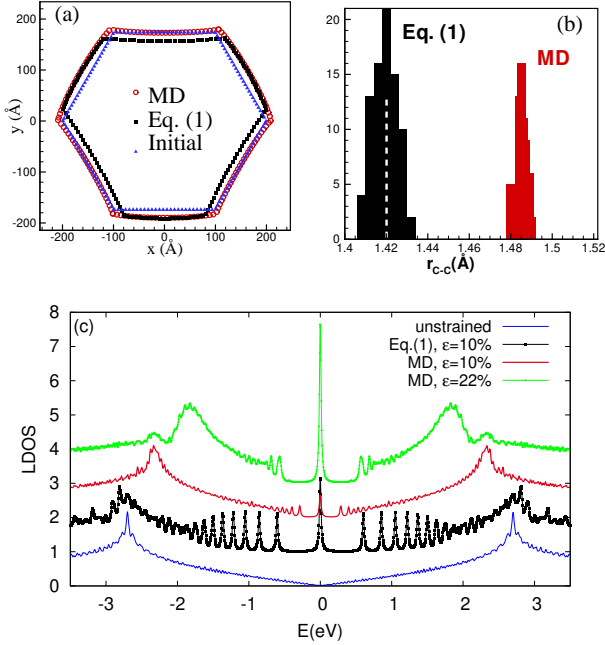 (a)
y (Å)
200
100
0
-100
-200
MD
Eq. (1)
Initial
-200 -100 0 100 200
x (Å)
(b)
20
15
10
5
0
Eq. (1)
MD
1.4 1.42 1.44 1.46 1.48 1.5 1.52
rC-C(Å)
(c)
LDOS
8
7
6
5
4
3
2
1
0
unstrained
Eq.(1), ε=10%
MD, ε=10%
MD, ε=22%
-3 -2 -1 0 1 2 3
E(eV)